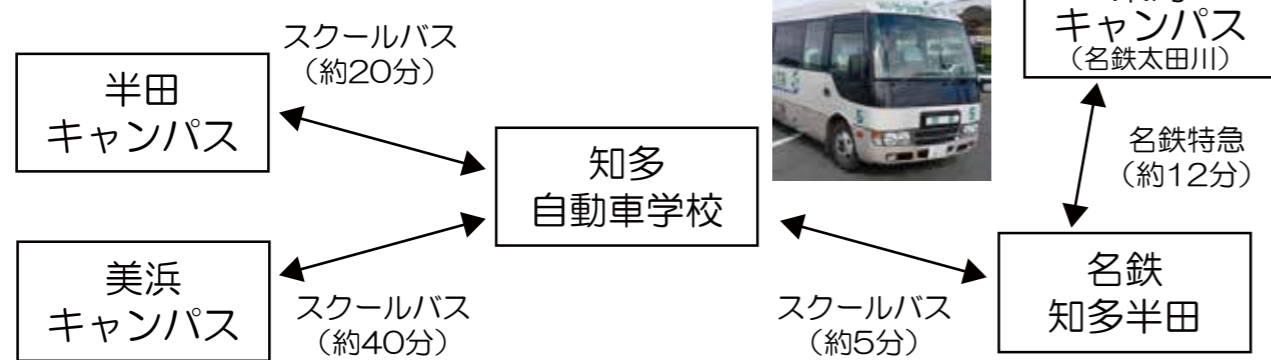 スクールバス
（約20分）
半田
キャンパス
知多
自動車学校
美浜
キャンパス
スクールバス
（約40分）
キャンパス
（名鉄太田川）
名鉄特急
（約12分）
スクールバス
（約5分）
名鉄
知多半田